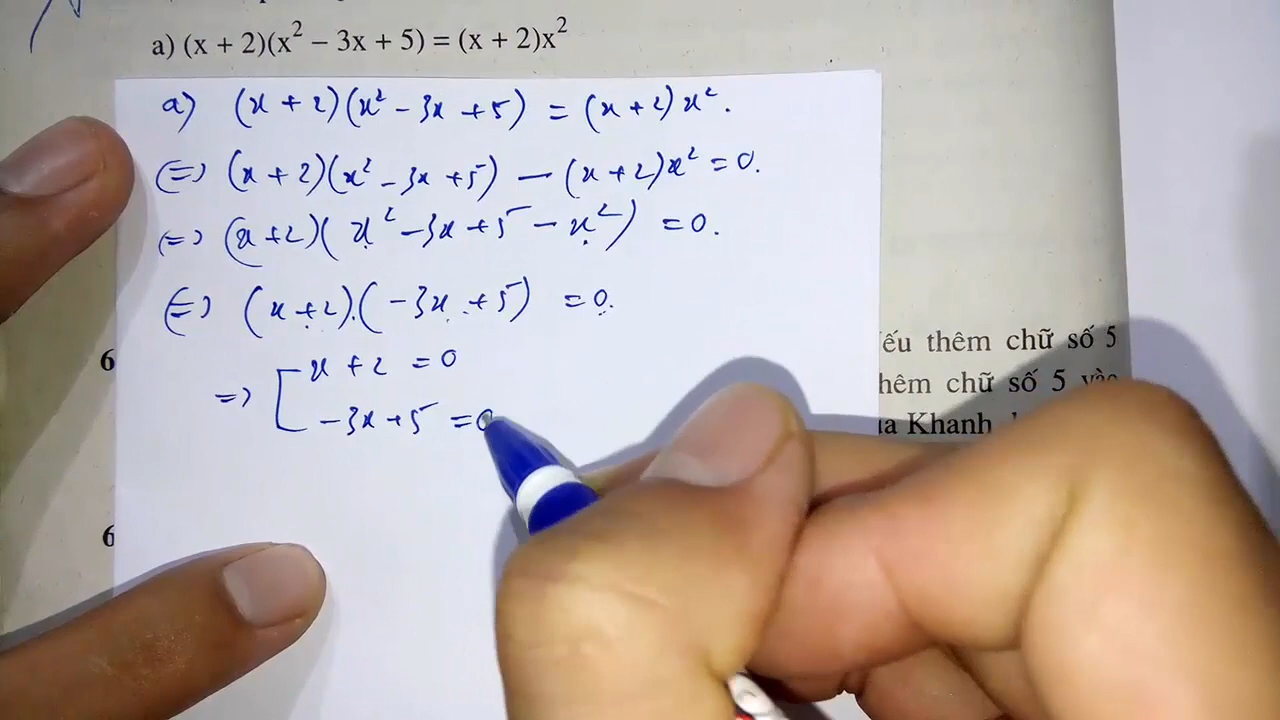 a) (x + 2)(x² − 3x + 5) = (x + 2)x²
a) (x + 2)(x² − 3x + 5) = (x + 2)x².
(=) (x + 2)(x² − 3x + 5) − (x + 2)x² = 0.
(=) (x + 2)(x² − 3x + 5 − x²) = 0.
(=) (x + 2).(−3x + 5) = 0.
x + 2 = 0
=> [
−3x + 5 = 0
6
ếu thêm chữ số 5
hêm chữ số 5 vào
ủa Khanh
6